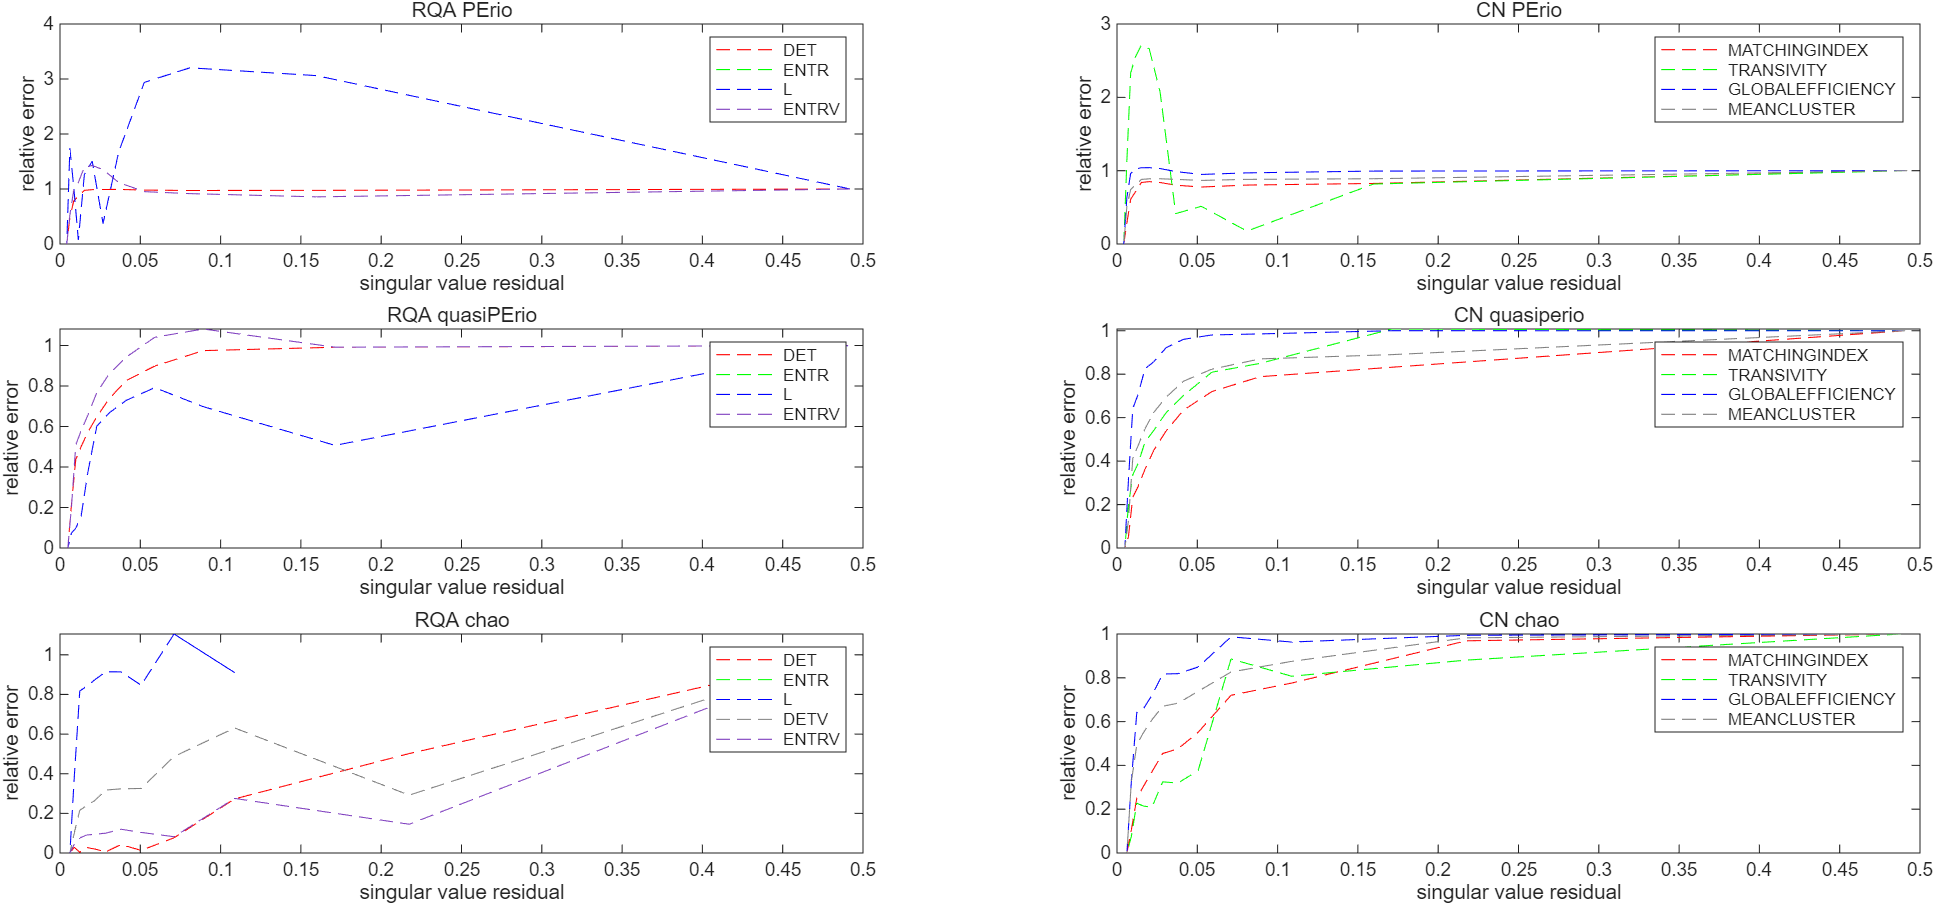 RQA PErio
4
3
2
1
0
relative error
DET
ENTR
L
ENTRV
0 0.05 0.1 0.15 0.2 0.25 0.3 0.35 0.4 0.45 0.5
singular value residual
CN PErio
3
2
1
0
relative error
MATCHINGINDEX
TRANSIVITY
GLOBALEFFICIENCY
MEANCLUSTER
0 0.05 0.1 0.15 0.2 0.25 0.3 0.35 0.4 0.45 0.5
singular value residual
RQA quasiPErio
1
0.8
0.6
0.4
0.2
0
relative error
DET
ENTR
L
ENTRV
0 0.05 0.1 0.15 0.2 0.25 0.3 0.35 0.4 0.45 0.5
singular value residual
CN quasiperio
1
0.8
0.6
0.4
0.2
0
relative error
MATCHINGINDEX
TRANSIVITY
GLOBALEFFICIENCY
MEANCLUSTER
0 0.05 0.1 0.15 0.2 0.25 0.3 0.35 0.4 0.45 0.5
singular value residual
RQA chao
1
0.8
0.6
0.4
0.2
0
relative error
DET
ENTR
L
DETV
ENTRV
0 0.05 0.1 0.15 0.2 0.25 0.3 0.35 0.4 0.45 0.5
singular value residual
CN chao
1
0.8
0.6
0.4
0.2
0
relative error
MATCHINGINDEX
TRANSIVITY
GLOBALEFFICIENCY
MEANCLUSTER
0 0.05 0.1 0.15 0.2 0.25 0.3 0.35 0.4 0.45 0.5
singular value residual